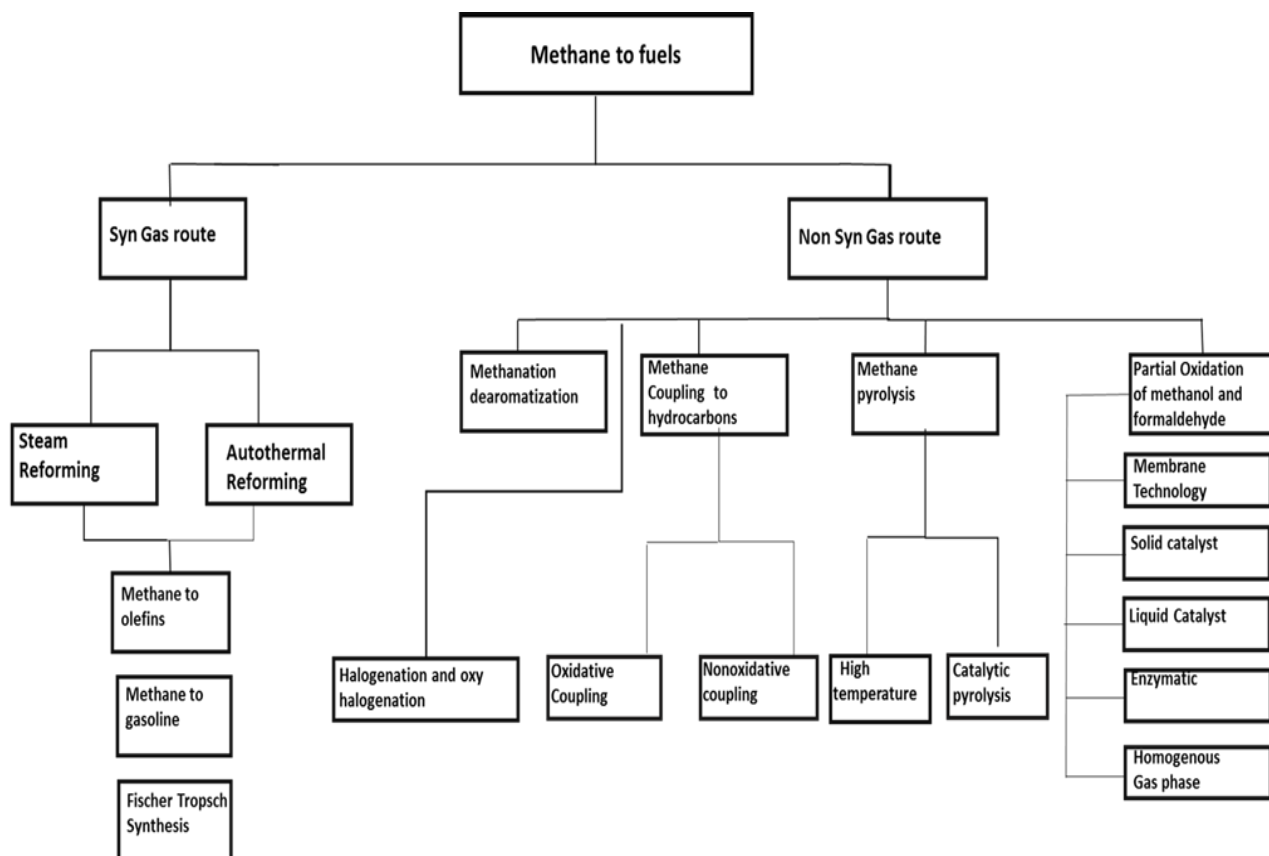 Methane to fuels
Syn Gas route
Non Syn Gas route
Steam
Reforming
Autothermal
Reforming
Methane to
olefins
Methane to
gasoline
Fischer Tropsch
Synthesis
Methanation
dearomatization
Methane
Coupling to
hydrocarbons
Methane
pyrolysis
Partial Oxidation
of methanol and
formaldehyde
Membrane
Technology
Solid catalyst
Liquid Catalyst
Enzymatic
Homogenous
Gas phase
Halogenation and oxy
halogenation
Oxidative
Coupling
Nonoxidative
coupling
High
temperature
Catalytic
pyrolysis